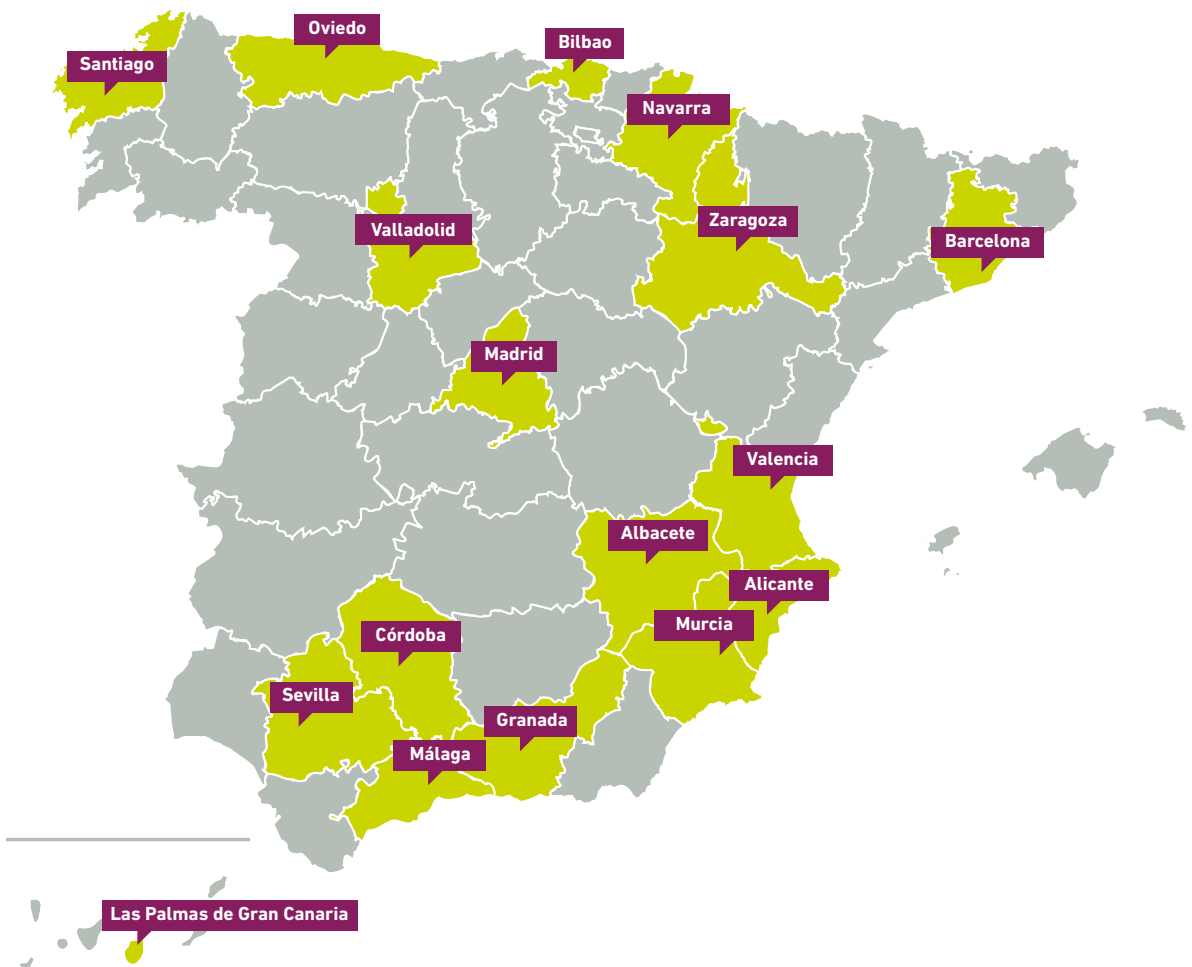 Oviedo
Bilbao
Santiago
Navarra
Zaragoza
Valladolid
Barcelona
Madrid
Valencia
Albacete
Alicante
Murcia
Córdoba
Sevilla
Granada
Málaga
Las Palmas de Gran Canaria